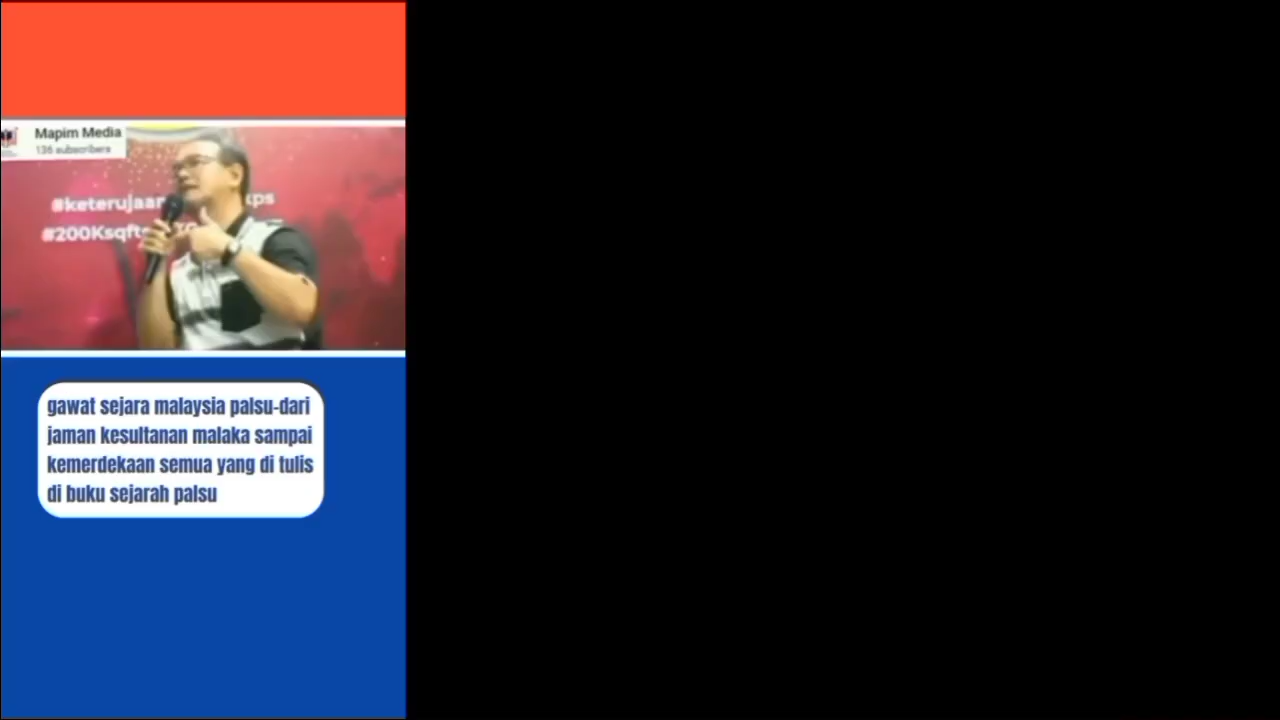 Mapim Media
136 subscribers
#keterujaan
#200Ksqft
gawat sejara malaysia palsu-dari
jaman kesultanan malaka sampai
kemerdekaan semua yang di tulis
di buku sejarah palsu